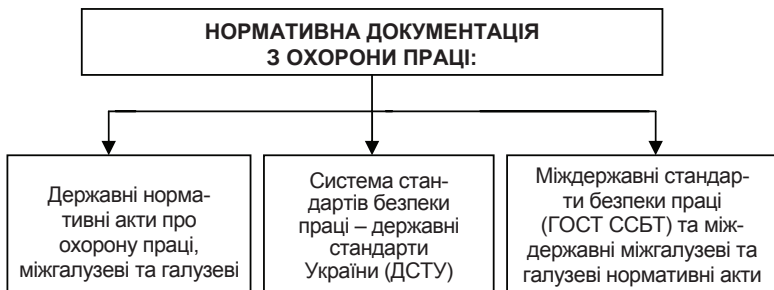 НОРМАТИВНА ДОКУМЕНТАЦІЯ
З ОХОРОНИ ПРАЦІ:
Державні норма-
тивні акти про
охорону праці,
міжгалузеві та галузеві
Система стан-
дартів безпеки
праці – державні
стандарти
України (ДСТУ)
Міждержавні стандар-
ти безпеки праці
(ГОСТ ССБТ) та між-
державні міжгалузеві та
галузеві нормативні акти